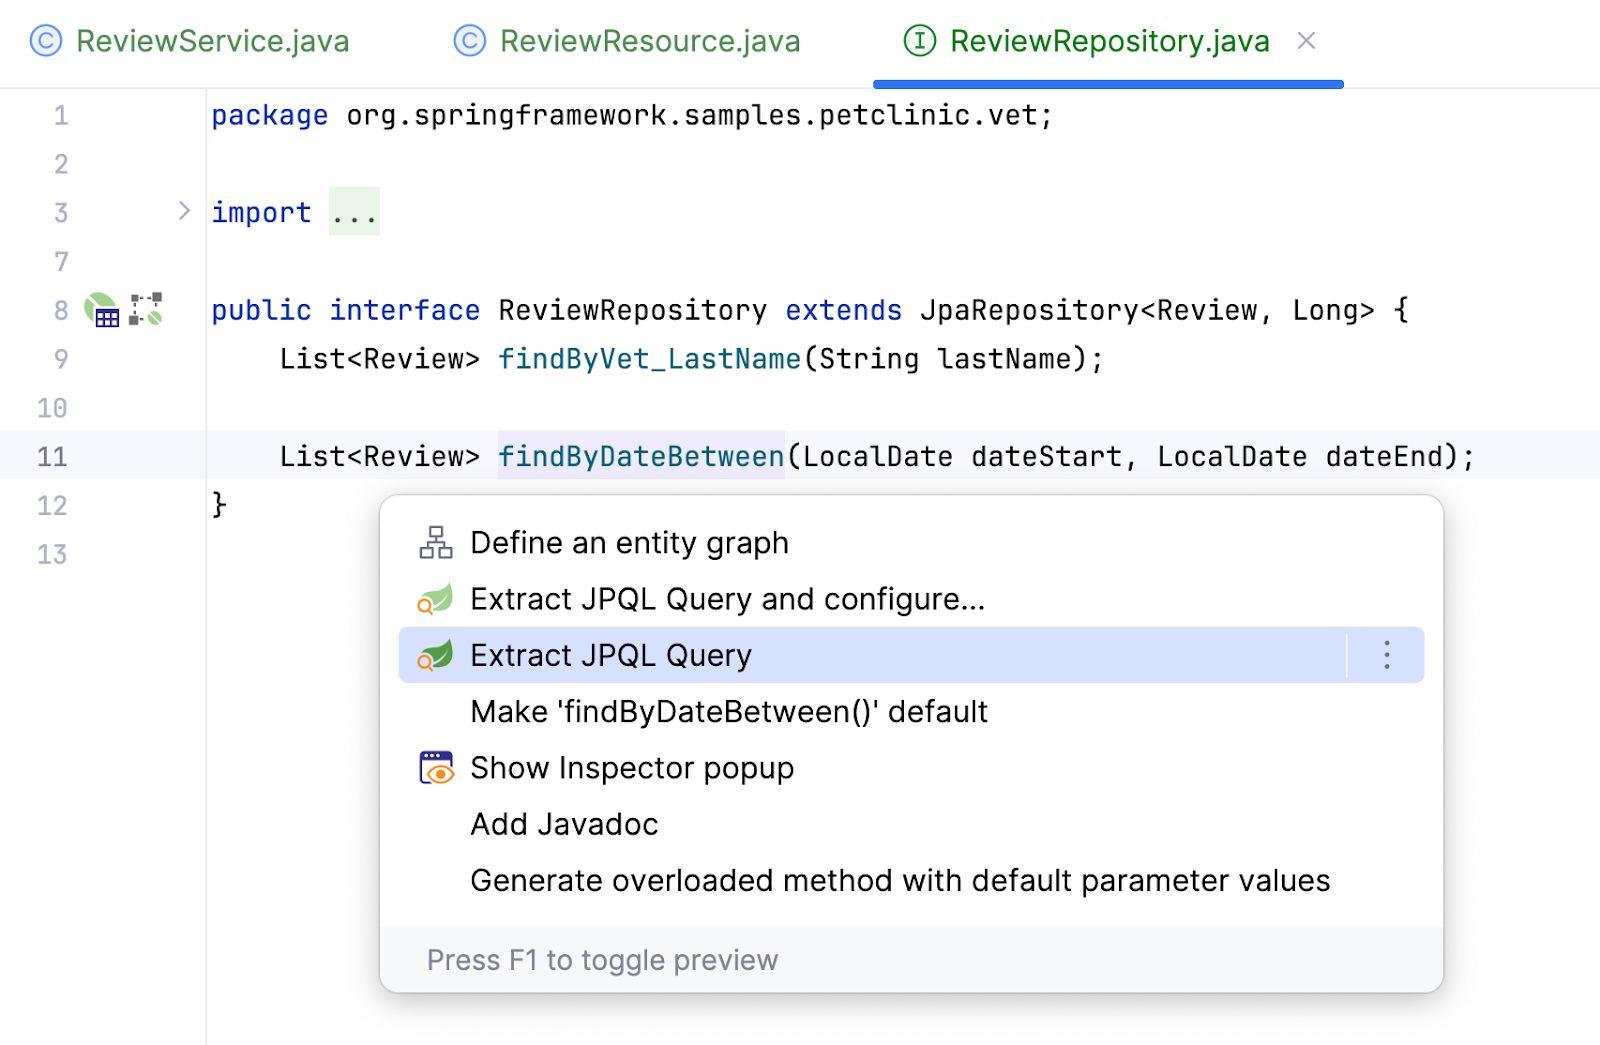 ReviewService.java ReviewResource.java ReviewRepository.java
1 package org.springframework.samples.petclinic.vet;
2
3 import ...
7
8 public interface ReviewRepository extends JpaRepository<Review, Long> {
9 List<Review> findByVet_LastName(String lastName);
10
11 List<Review> findByDateBetween(LocalDate dateStart, LocalDate dateEnd);
12 }
13
Define an entity graph
Extract JPQL Query and configure...
Extract JPQL Query
Make 'findByDateBetween()' default
Show Inspector popup
Add Javadoc
Generate overloaded method with default parameter values
Press F1 to toggle preview